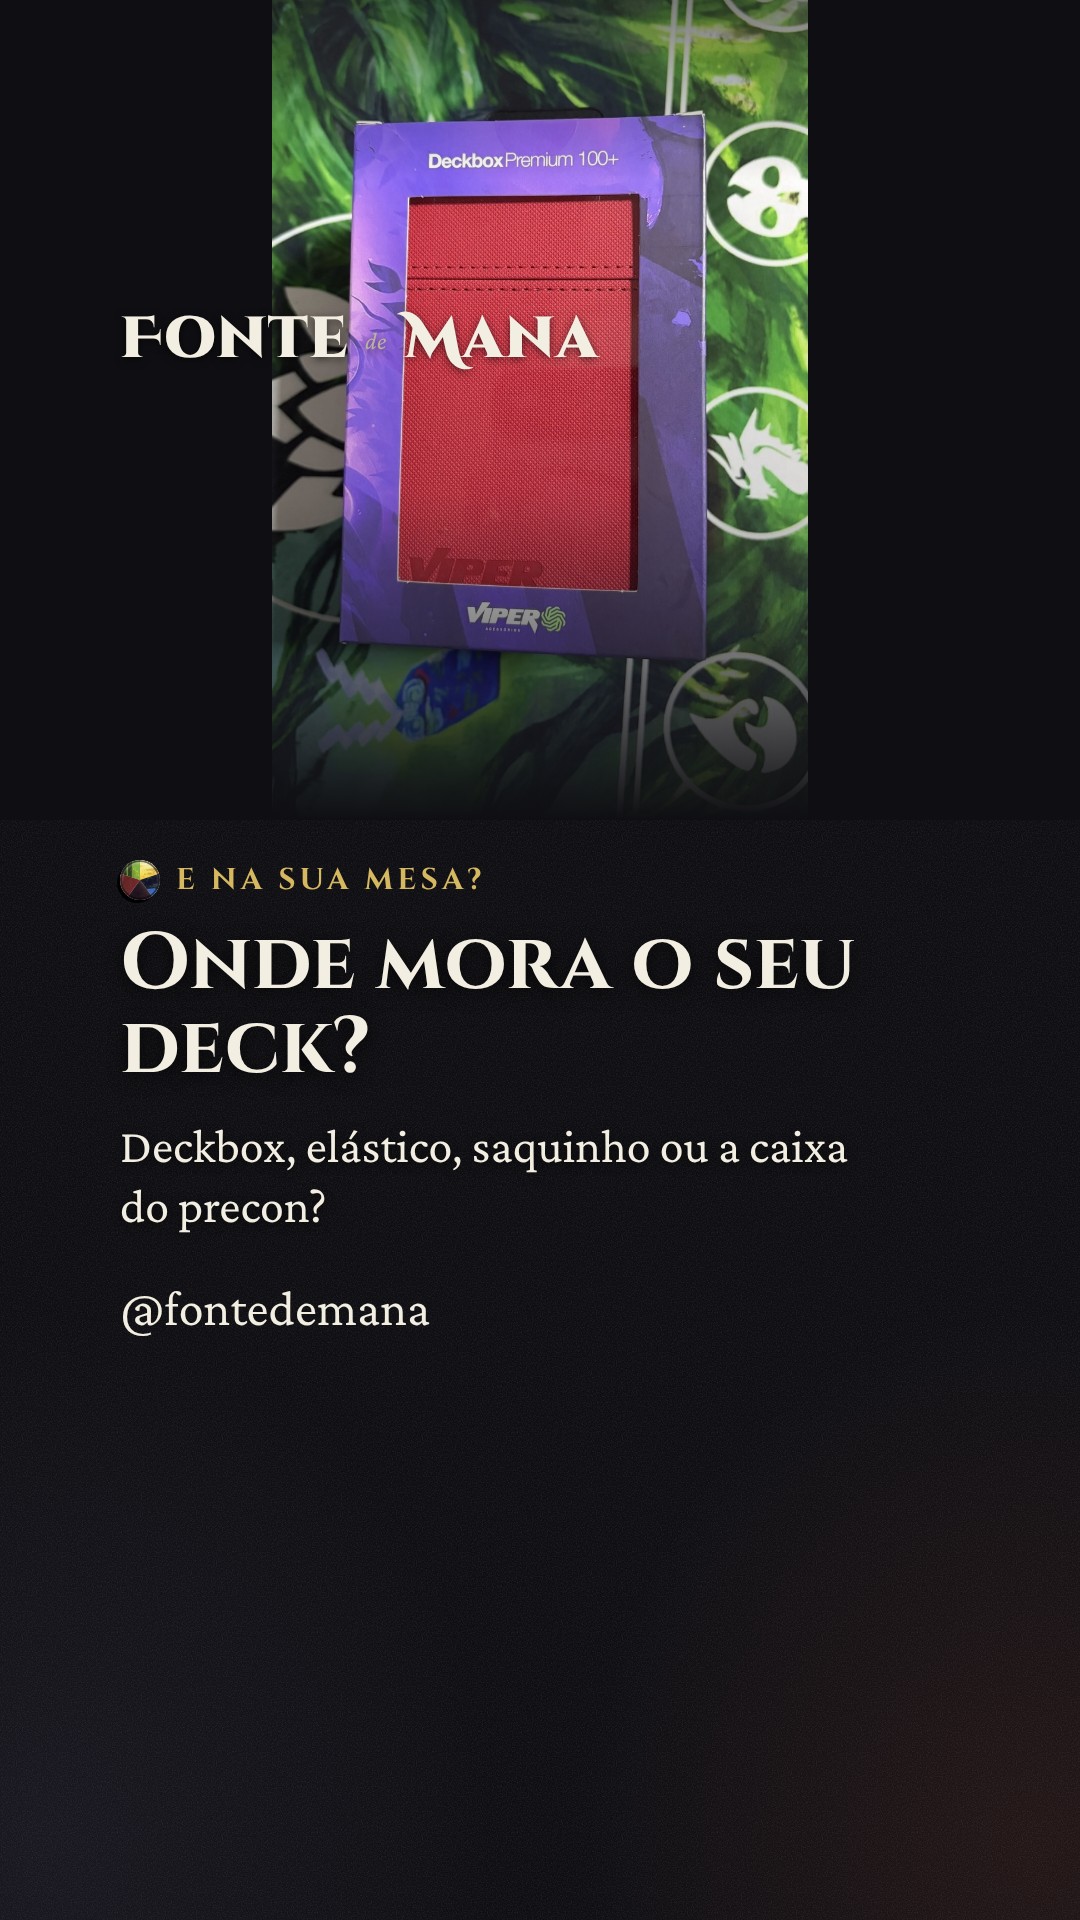 Deckbox Premium 100+
Fonte de Mana
VIPER
VIPER
E NA SUA MESA?
Onde mora o seu
deck?
Deckbox, elástico, saquinho ou a caixa
do precon?
@fontedemana